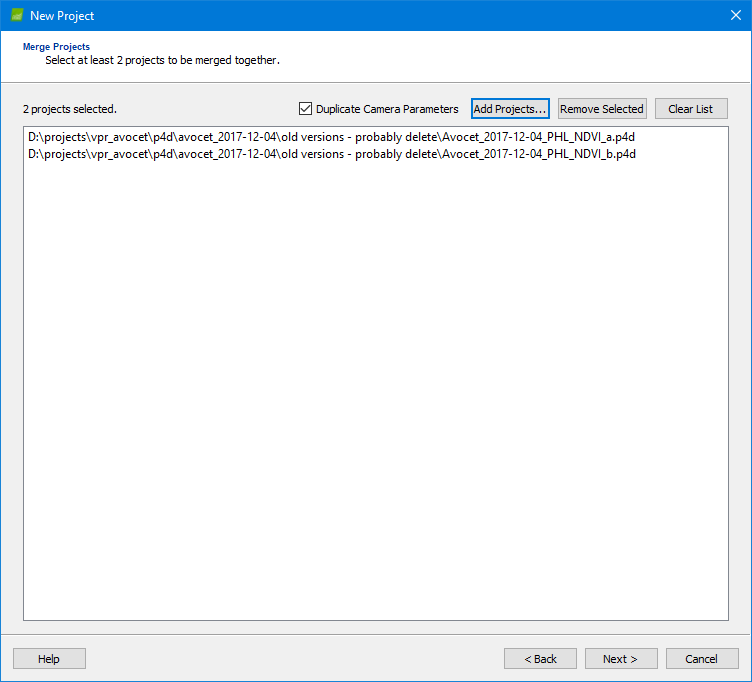 New Project
Merge Projects
Select at least 2 projects to be merged together.
2 projects selected.
Duplicate Camera Parameters
Add Projects...
Remove Selected
Clear List
D:\projects\vpr_avocet\p4d\avocet_2017-12-04\old versions - probably delete\Avocet_2017-12-04_PHL_NDVI_a.p4d
D:\projects\vpr_avocet\p4d\avocet_2017-12-04\old versions - probably delete\Avocet_2017-12-04_PHL_NDVI_b.p4d
Help
< Back
Next >
Cancel